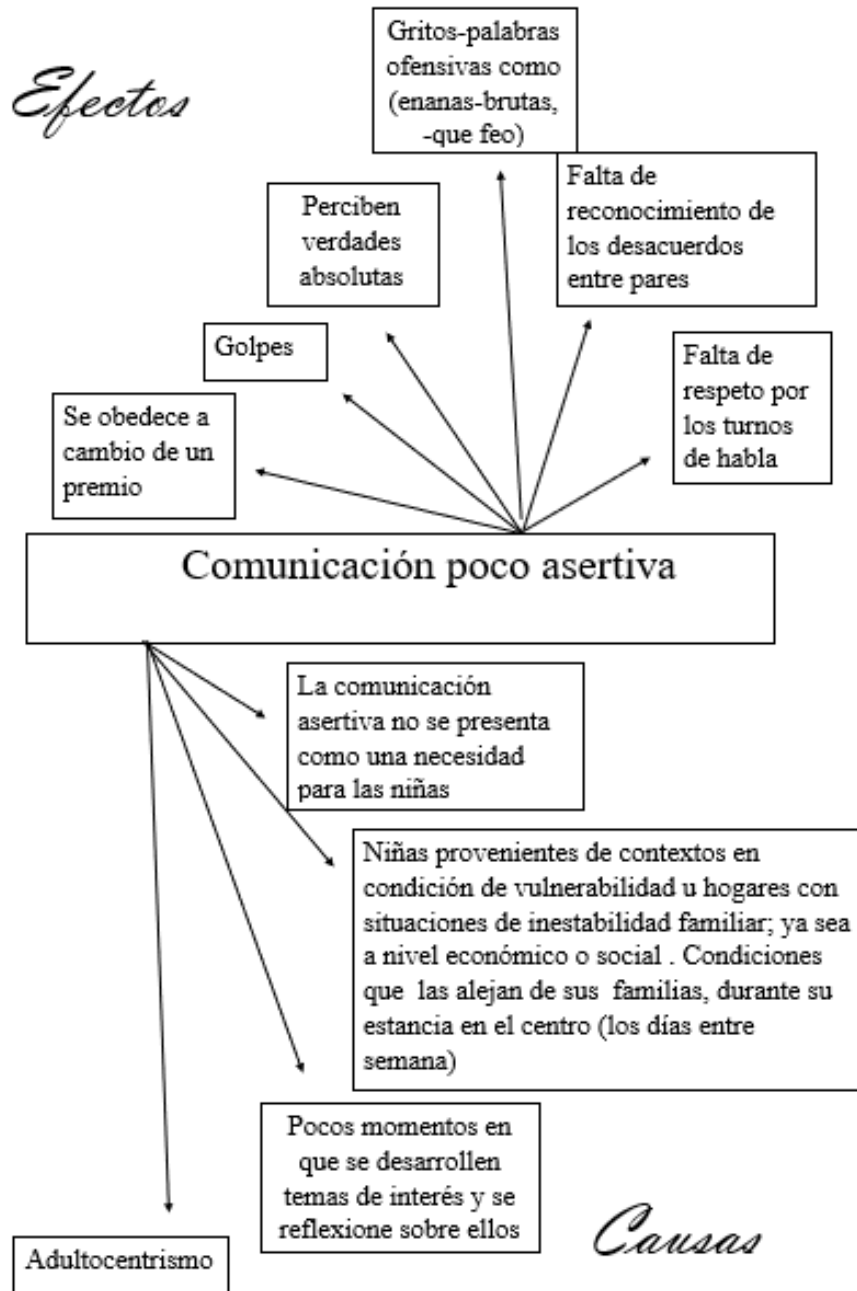 Efectos
Gritos-palabras
ofensivas como
(enanas-brutas,
-que feo)
Falta de
reconocimiento de
los desacuerdos
entre pares
Perciben
verdades
absolutas
Golpes
Falta de
respeto por
los turnos
de habla
Se obedece a
cambio de un
premio
Comunicación poco asertiva
La comunicación
asertiva no se presenta
como una necesidad
para las niñas
Niñas provenientes de contextos en
condición de vulnerabilidad u hogares con
situaciones de inestabilidad familiar; ya sea
a nivel económico o social . Condiciones
que las alejan de sus familias, durante su
estancia en el centro (los días entre
semana)
Pocos momentos en
que se desarrollen
temas de interés y se
reflexione sobre ellos
Causas
Adultocentrismo